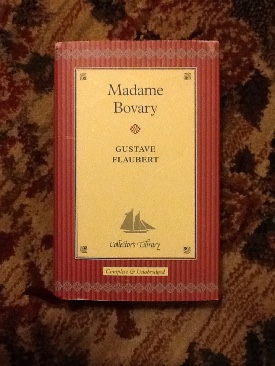 Madame
Bovary
GUSTAVE
FLAUBERT
Collector's Library
Complete & Unabridged